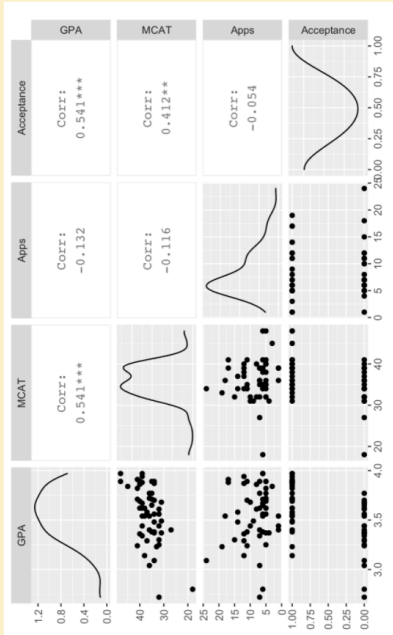 GPA
MCAT
Apps
Acceptance
GPA
MCAT
Apps
Acceptance
Corr:
0.541***
Corr:
-0.132
Corr:
0.541***
Corr:
-0.116
Corr:
0.412**
Corr:
-0.054
1.2
0.8
0.4
0.0
40
30
20
25
20
15
10
5
0
1.00
0.75
0.50
0.25
0.00
3.0
3.5
4.0
20
30
40
0
5
10
15
20
25
0.00
0.25
0.50
0.75
1.00